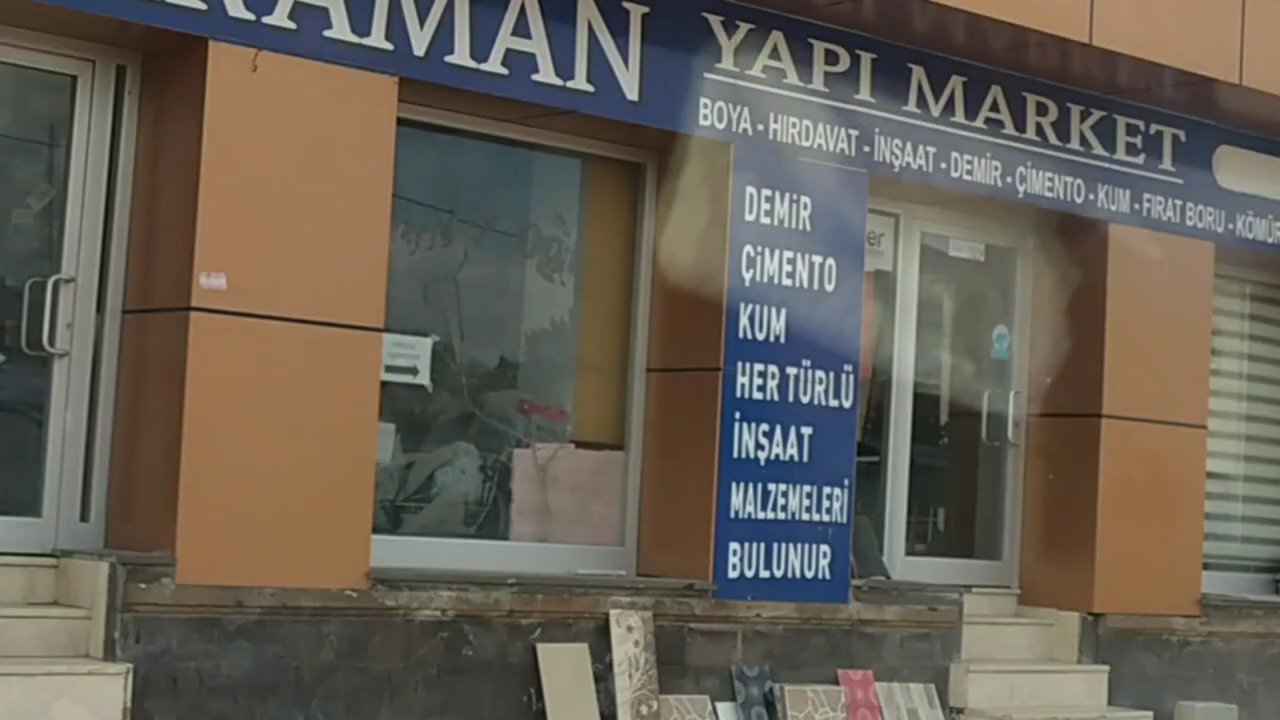 YAPI MARKET
BOYA - HIRDAVAT - İNŞAAT - DEMİR - ÇİMENTO - KUM - FIRAT BORU - KÖMÜR
DEMİR
ÇİMENTO
KUM
HER TÜRLÜ
İNŞAAT
MALZEMELERİ
BULUNUR